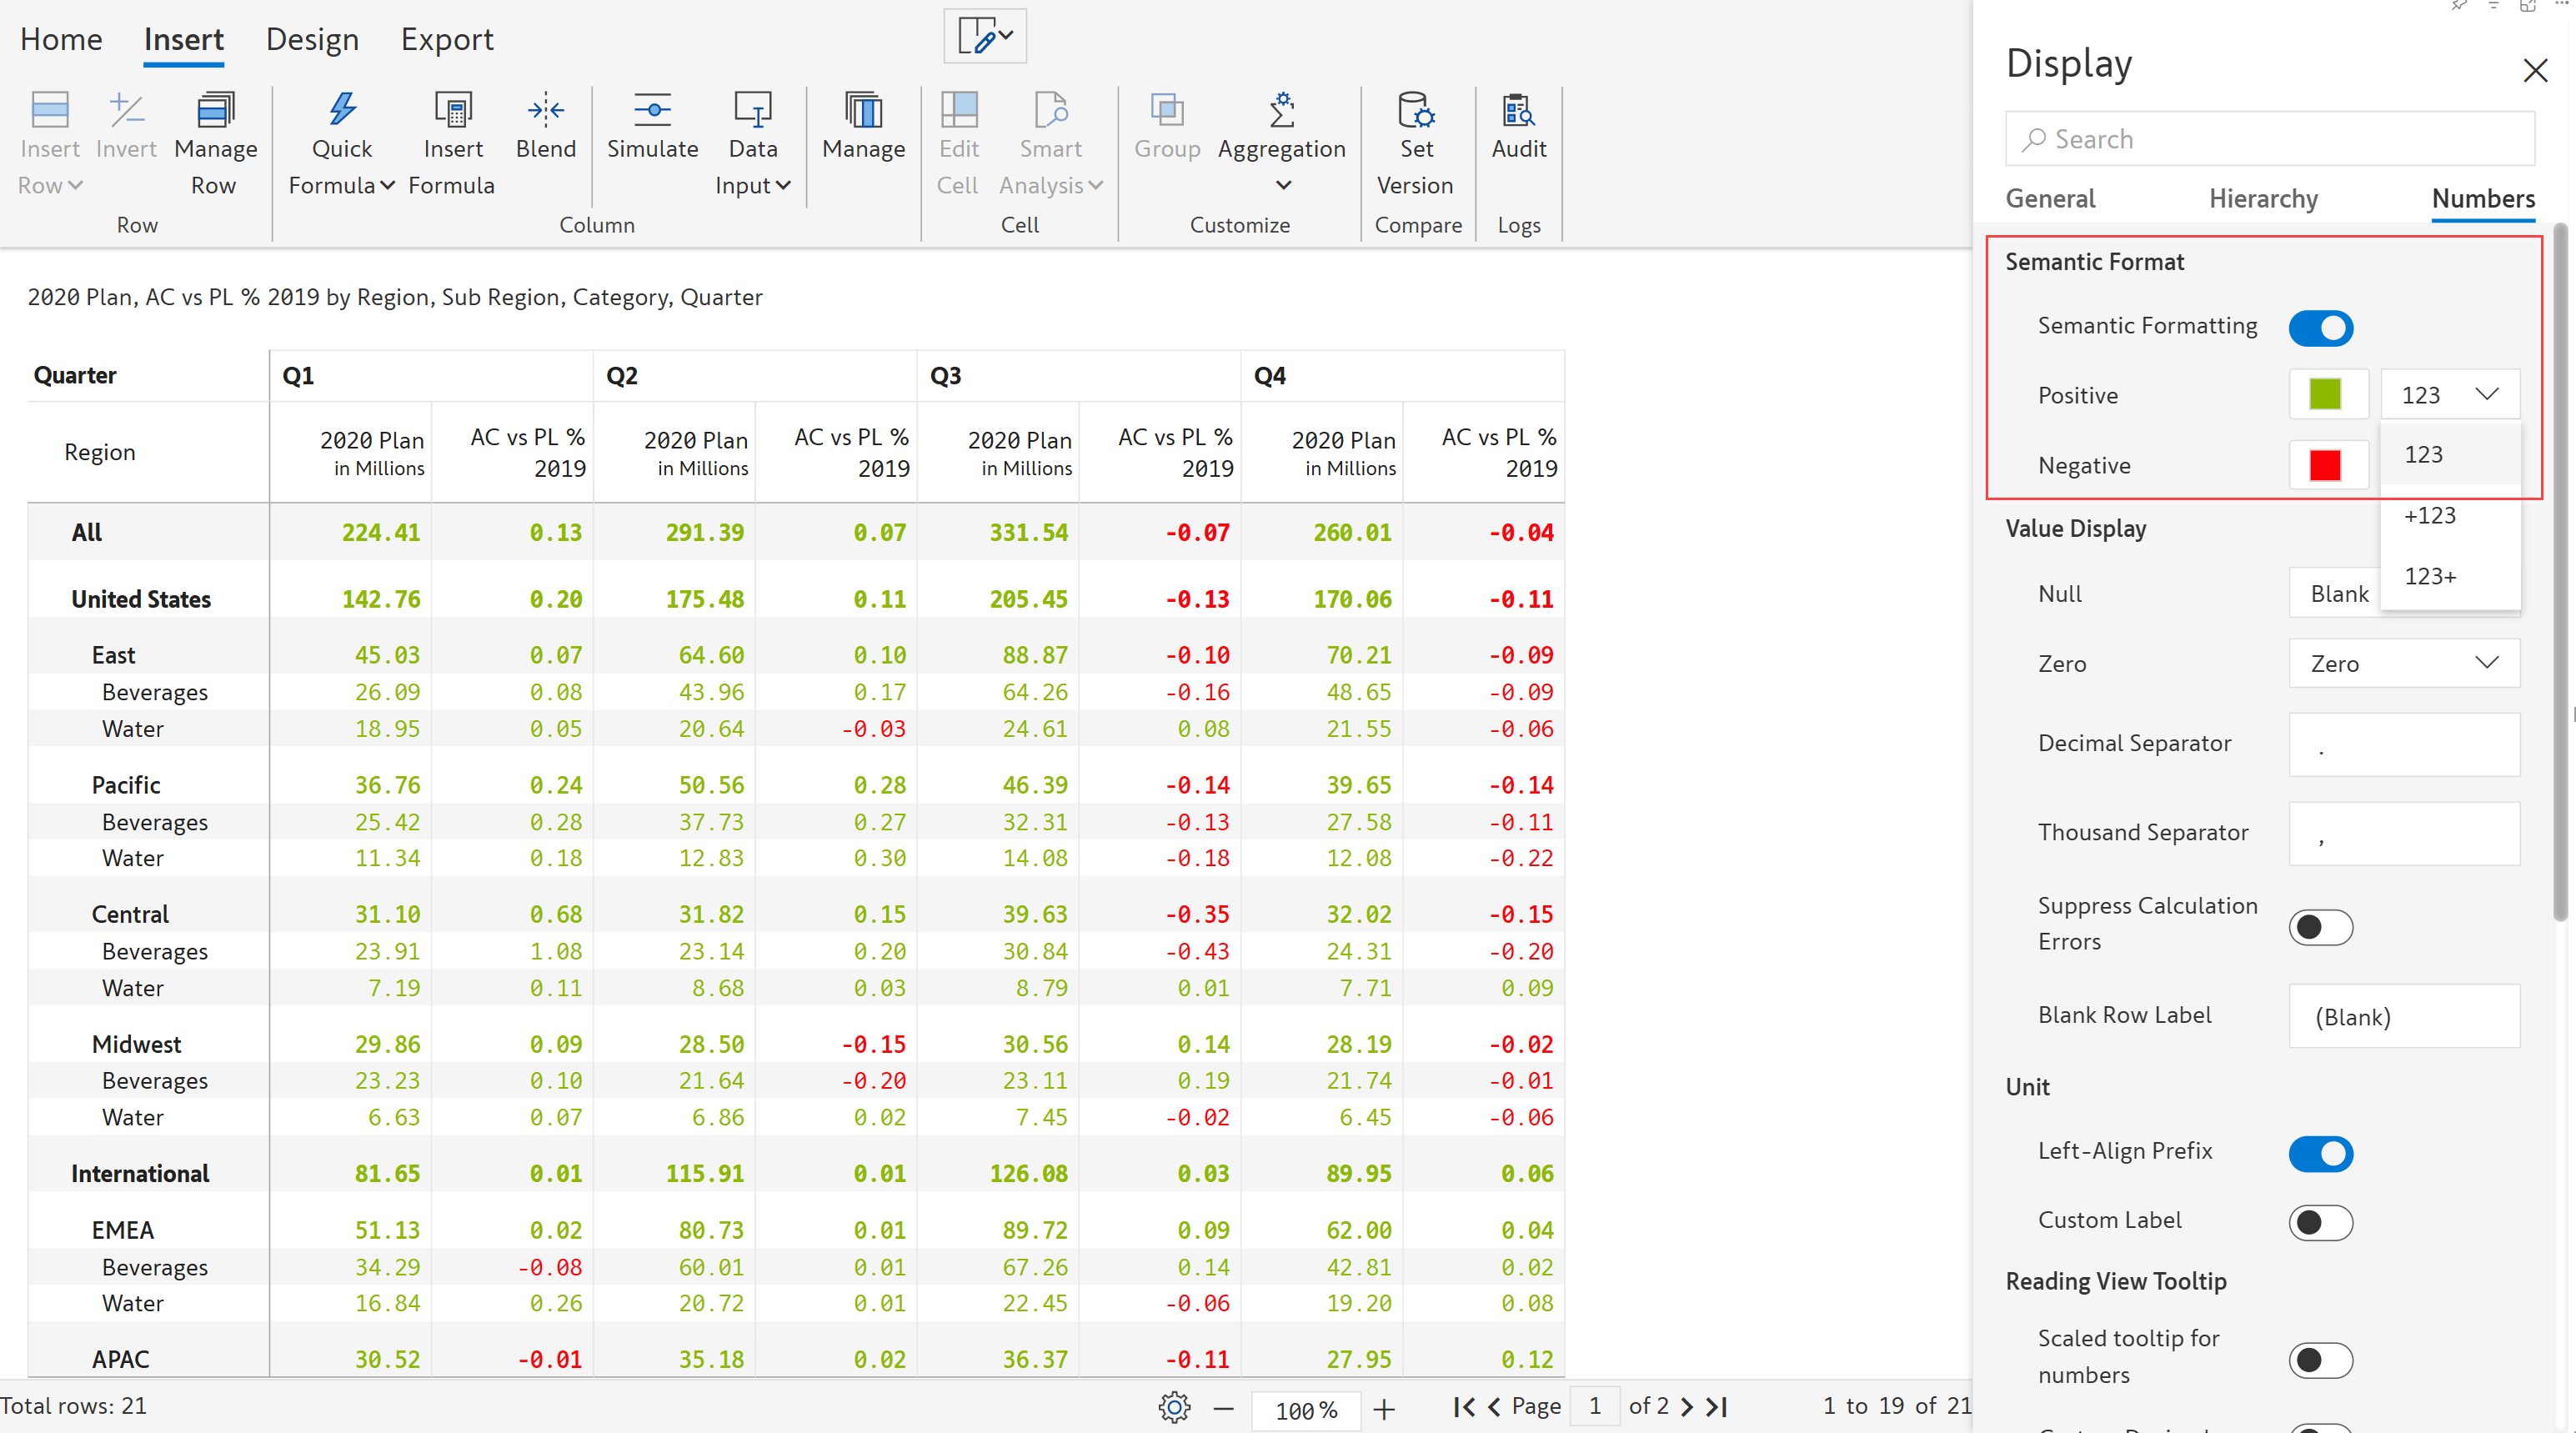 Home Insert Design Export
Insert Row Invert Manage Row Quick Formula Insert Formula Blend Simulate Data Input Manage Edit Cell Smart Analysis Group Aggregation Set Version Audit
Row Column Cell Customize Compare Logs
2020 Plan, AC vs PL % 2019 by Region, Sub Region, Category, Quarter
Quarter Q1 Q2 Q3 Q4
Region 2020 Plan in Millions AC vs PL % 2019 2020 Plan in Millions AC vs PL % 2019 2020 Plan in Millions AC vs PL % 2019 2020 Plan in Millions AC vs PL % 2019
All 224.41 0.13 291.39 0.07 331.54 -0.07 260.01 -0.04
United States 142.76 0.20 175.48 0.11 205.45 -0.13 170.06 -0.11
East 45.03 0.07 64.60 0.10 88.87 -0.10 70.21 -0.09
Beverages 26.09 0.08 43.96 0.17 64.26 -0.16 48.65 -0.09
Water 18.95 0.05 20.64 -0.03 24.61 0.08 21.55 -0.06
Pacific 36.76 0.24 50.56 0.28 46.39 -0.14 39.65 -0.14
Beverages 25.42 0.28 37.73 0.27 32.31 -0.13 27.58 -0.11
Water 11.34 0.18 12.83 0.30 14.08 -0.18 12.08 -0.22
Central 31.10 0.68 31.82 0.15 39.63 -0.35 32.02 -0.15
Beverages 23.91 1.08 23.14 0.20 30.84 -0.43 24.31 -0.20
Water 7.19 0.11 8.68 0.03 8.79 0.01 7.71 0.09
Midwest 29.86 0.09 28.50 -0.15 30.56 0.14 28.19 -0.02
Beverages 23.23 0.10 21.64 -0.20 23.11 0.19 21.74 -0.01
Water 6.63 0.07 6.86 0.02 7.45 -0.02 6.45 -0.06
International 81.65 0.01 115.91 0.01 126.08 0.03 89.95 0.06
EMEA 51.13 0.02 80.73 0.01 89.72 0.09 62.00 0.04
Beverages 34.29 -0.08 60.01 0.01 67.26 0.14 42.81 0.02
Water 16.84 0.26 20.72 0.01 22.45 -0.06 19.20 0.08
APAC 30.52 -0.01 35.18 0.02 36.37 -0.11 27.95 0.12
Total rows: 21 100 % Page 1 of 2 1 to 19 of 21
Display
Search
General Hierarchy Numbers
Semantic Format
Semantic Formatting
Positive 123
Negative
123
+123
123+
Value Display
Null Blank
Zero Zero
Decimal Separator .
Thousand Separator ,
Suppress Calculation
Errors
Blank Row Label (Blank)
Unit
Left-Align Prefix
Custom Label
Reading View Tooltip
Scaled tooltip for
numbers